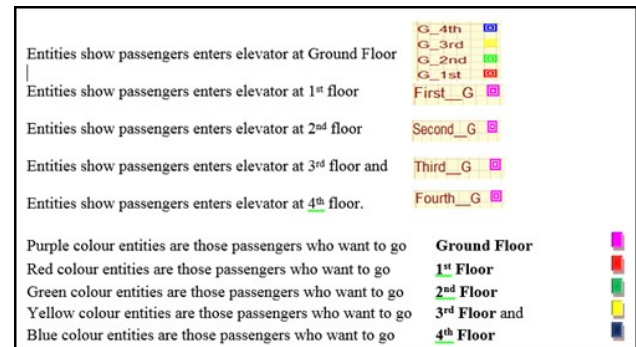 G_4th
G_3rd
Entities show passengers enters elevator at Ground Floor
G_2nd
G_1st
Entities show passengers enters elevator at 1st floor First__G
Entities show passengers enters elevator at 2nd floor Second__G
Entities show passengers enters elevator at 3rd floor and Third__G
Entities show passengers enters elevator at 4th floor. Fourth__G
Purple colour entities are those passengers who want to go Ground Floor
Red colour entities are those passengers who want to go 1st Floor
Green colour entities are those passengers who want to go 2nd Floor
Yellow colour entities are those passengers who want to go 3rd Floor and
Blue colour entities are those passengers who want to go 4th Floor